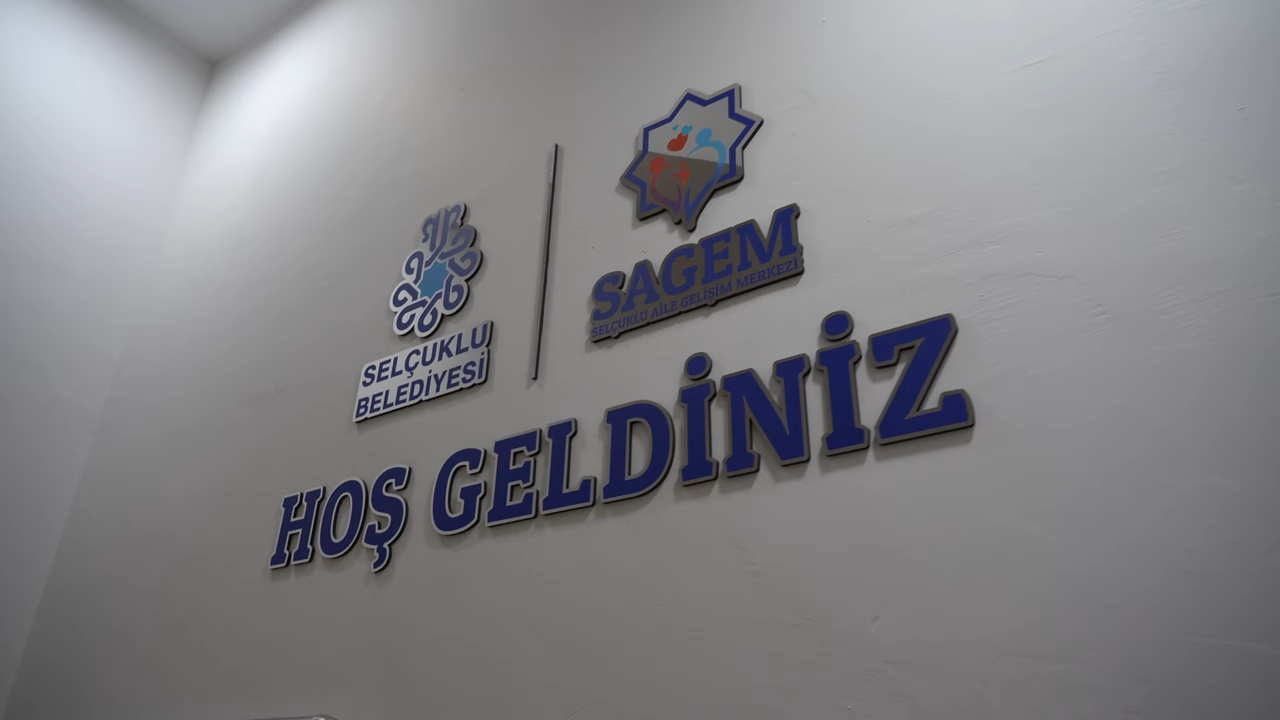 SELÇUKLU
BELEDİYESİ
SAGEM
SELÇUKLU AİLE GELİŞİM MERKEZİ
HOŞ GELDİNİZ